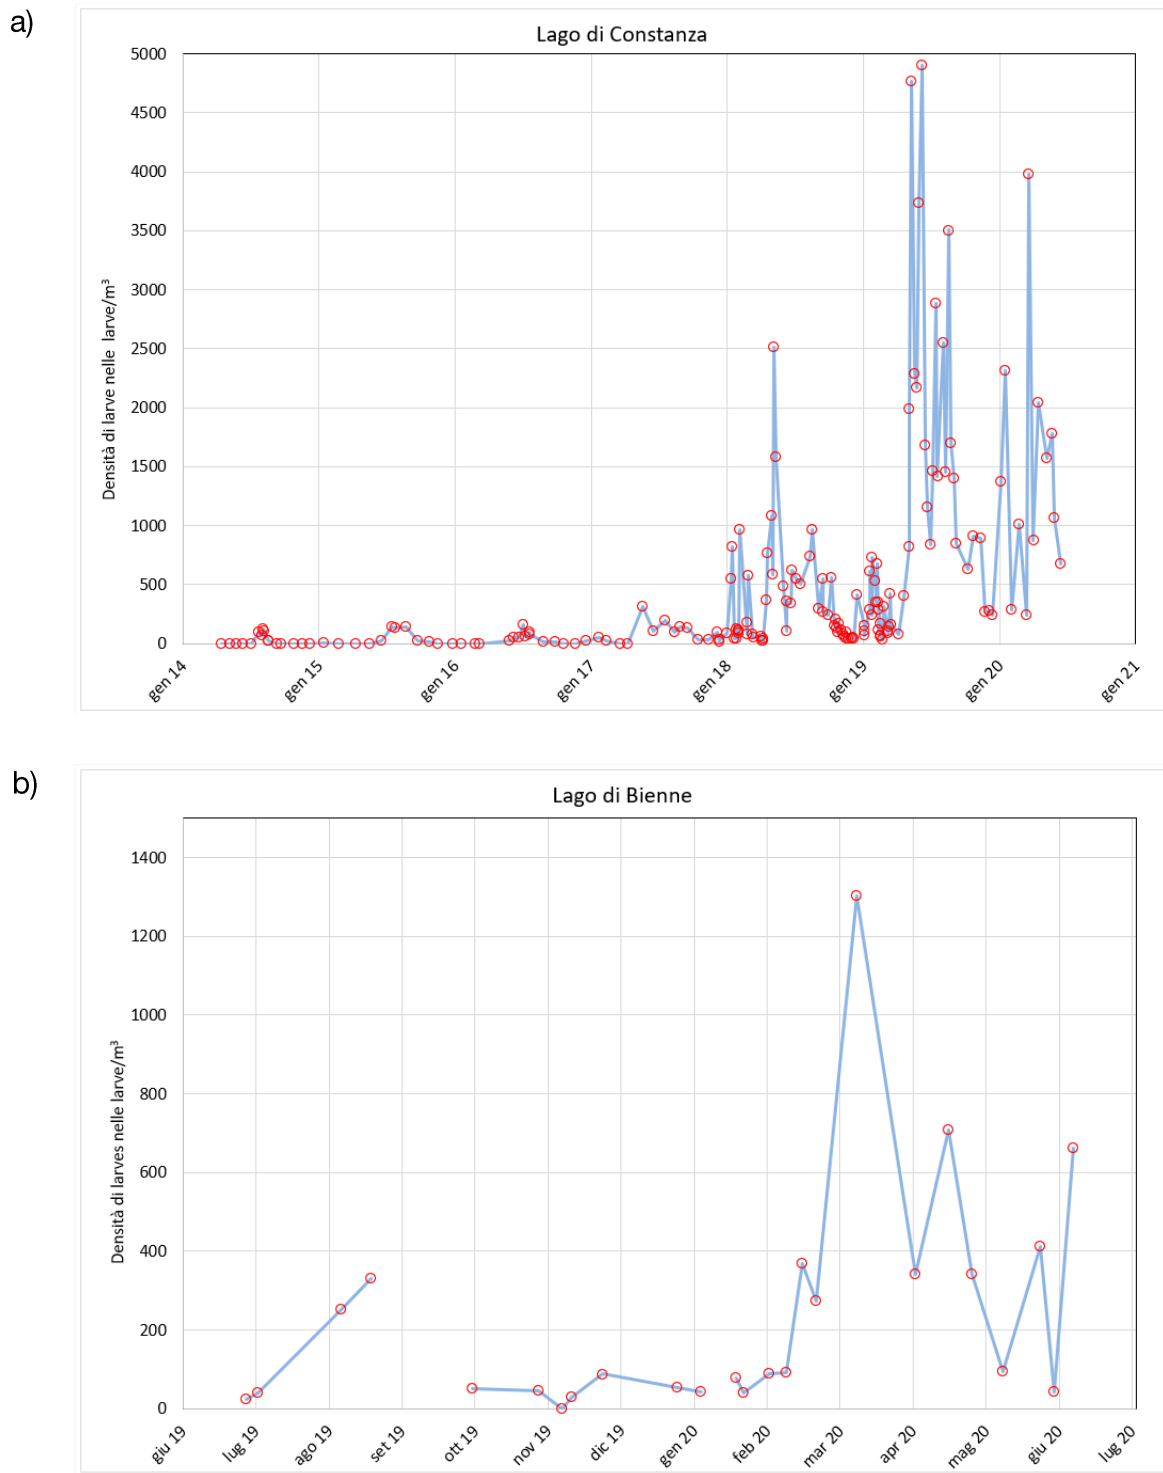 a)
Lago di Constanza
5000
4500
4000
3500
3000
2500
2000
1500
1000
500
0
Densità di larve nelle larve/m³
gen 14
gen 15
gen 16
gen 17
gen 18
gen 19
gen 20
gen 21
b)
Lago di Bienne
1400
1200
1000
800
600
400
200
0
Densità di larves nelle larve/m³
giu 19
lug 19
ago 19
set 19
ott 19
nov 19
dic 19
gen 20
feb 20
mar 20
apr 20
mag 20
giu 20
lug 20